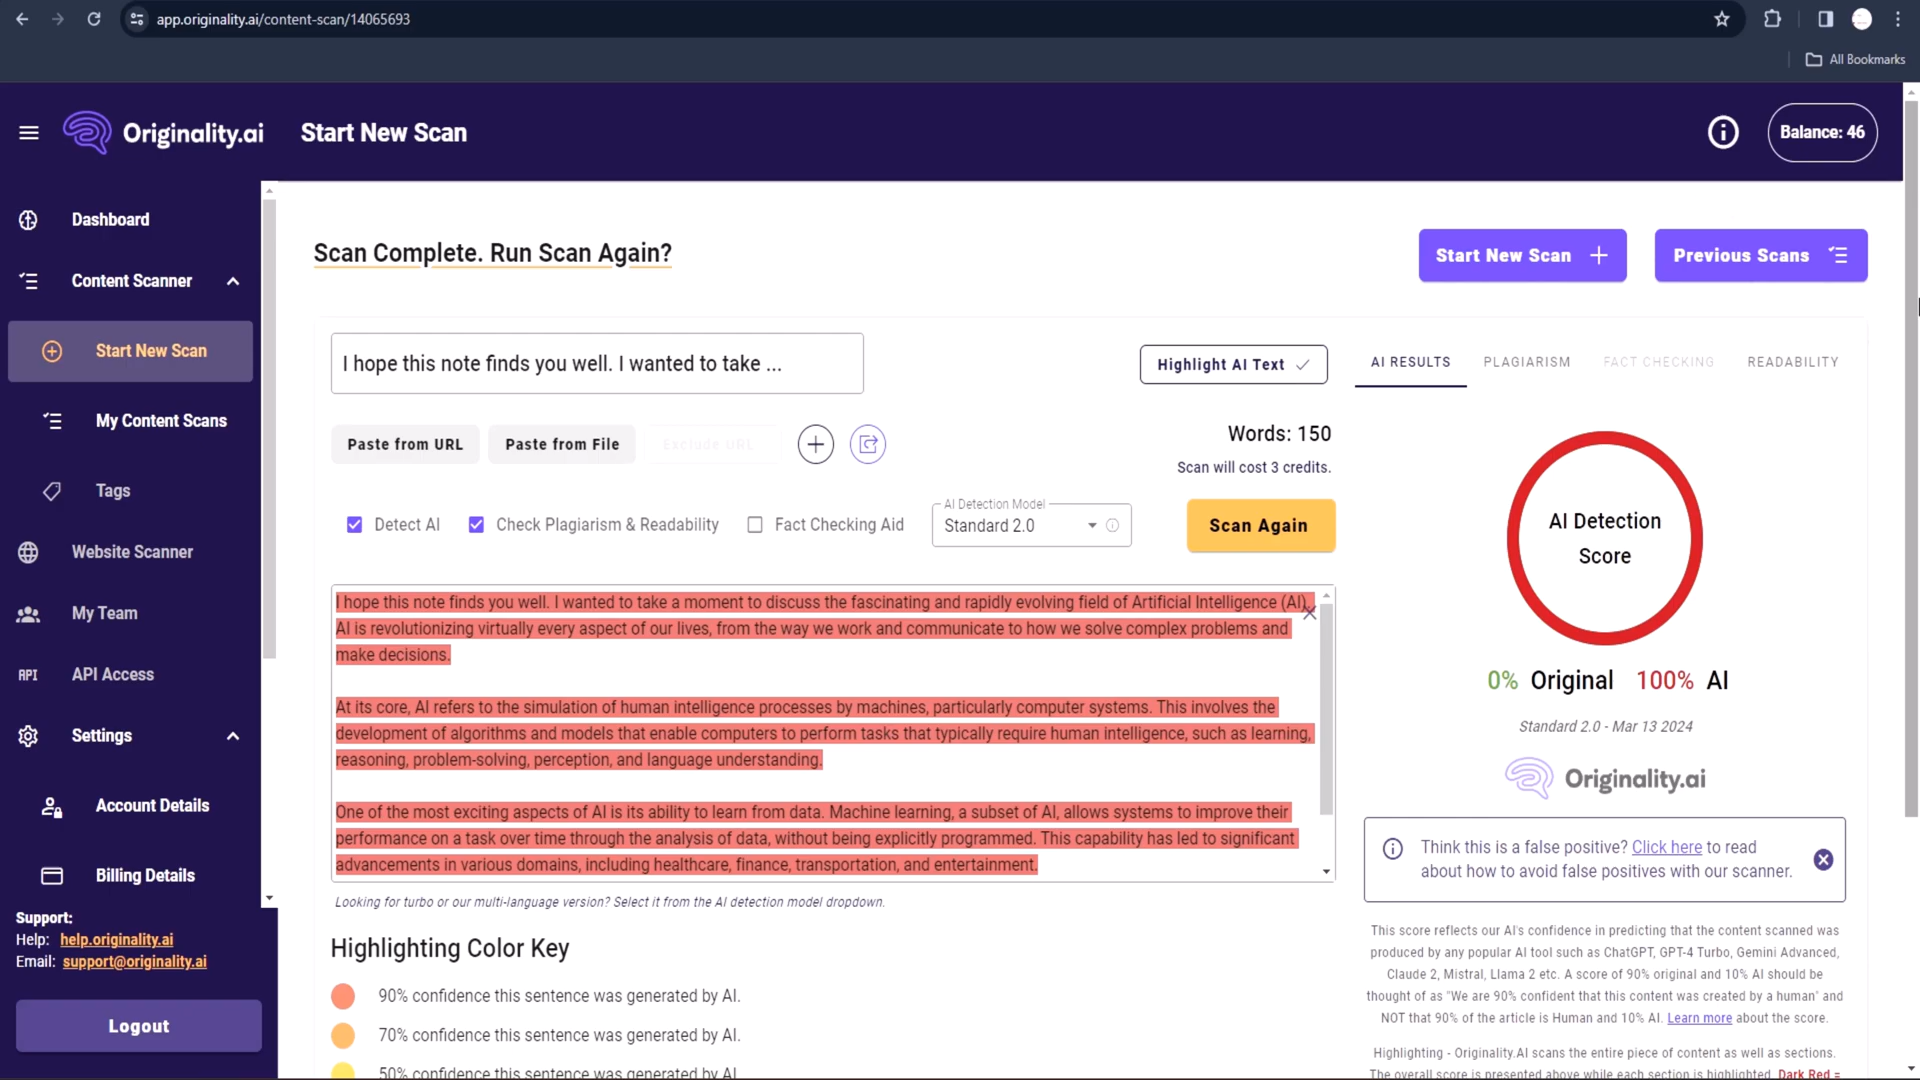 app.originality.ai/content-scan/14065693
All Bookmarks
Originality.ai
Start New Scan
Balance: 46
Dashboard
Content Scanner
Start New Scan
My Content Scans
Tags
Website Scanner
My Team
API
API Access
Settings
Account Details
Billing Details
Support:
Help: help.originality.ai
Email: support@originality.ai
Logout
Scan Complete. Run Scan Again?
Start New Scan
Previous Scans
I hope this note finds you well. I wanted to take ...
Highlight AI Text
Paste from URL
Paste from File
Exclude URL
Words: 150
Scan will cost 3 credits.
Detect AI
Check Plagiarism & Readability
Fact Checking Aid
AI Detection Model
Standard 2.0
Scan Again
I hope this note finds you well. I wanted to take a moment to discuss the fascinating and rapidly evolving field of Artificial Intelligence (AI).
AI is revolutionizing virtually every aspect of our lives, from the way we work and communicate to how we solve complex problems and
make decisions.
At its core, AI refers to the simulation of human intelligence processes by machines, particularly computer systems. This involves the
development of algorithms and models that enable computers to perform tasks that typically require human intelligence, such as learning,
reasoning, problem-solving, perception, and language understanding.
One of the most exciting aspects of AI is its ability to learn from data. Machine learning, a subset of AI, allows systems to improve their
performance on a task over time through the analysis of data, without being explicitly programmed. This capability has led to significant
advancements in various domains, including healthcare, finance, transportation, and entertainment.
Looking for turbo or our multi-language version? Select it from the AI detection model dropdown.
Highlighting Color Key
90% confidence this sentence was generated by AI.
70% confidence this sentence was generated by AI.
50% confidence this sentence was generated by AI
AI RESULTS
PLAGIARISM
FACT CHECKING
READABILITY
AI Detection
Score
0% Original 100% AI
Standard 2.0 - Mar 13 2024
Originality.ai
Think this is a false positive? Click here to read
about how to avoid false positives with our scanner.
This score reflects our AI's confidence in predicting that the content scanned was
produced by any popular AI tool such as ChatGPT, GPT-4 Turbo, Gemini Advanced,
Claude 2, Mistral, Llama 2 etc. A score of 90% original and 10% AI should be
thought of as "We are 90% confident that this content was created by a human" and
NOT that 90% of the article is Human and 10% AI. Learn more about the score.
Highlighting - Originality.AI scans the entire piece of content as well as sections.
The overall score is presented above while each section is highlighted. Dark Red =